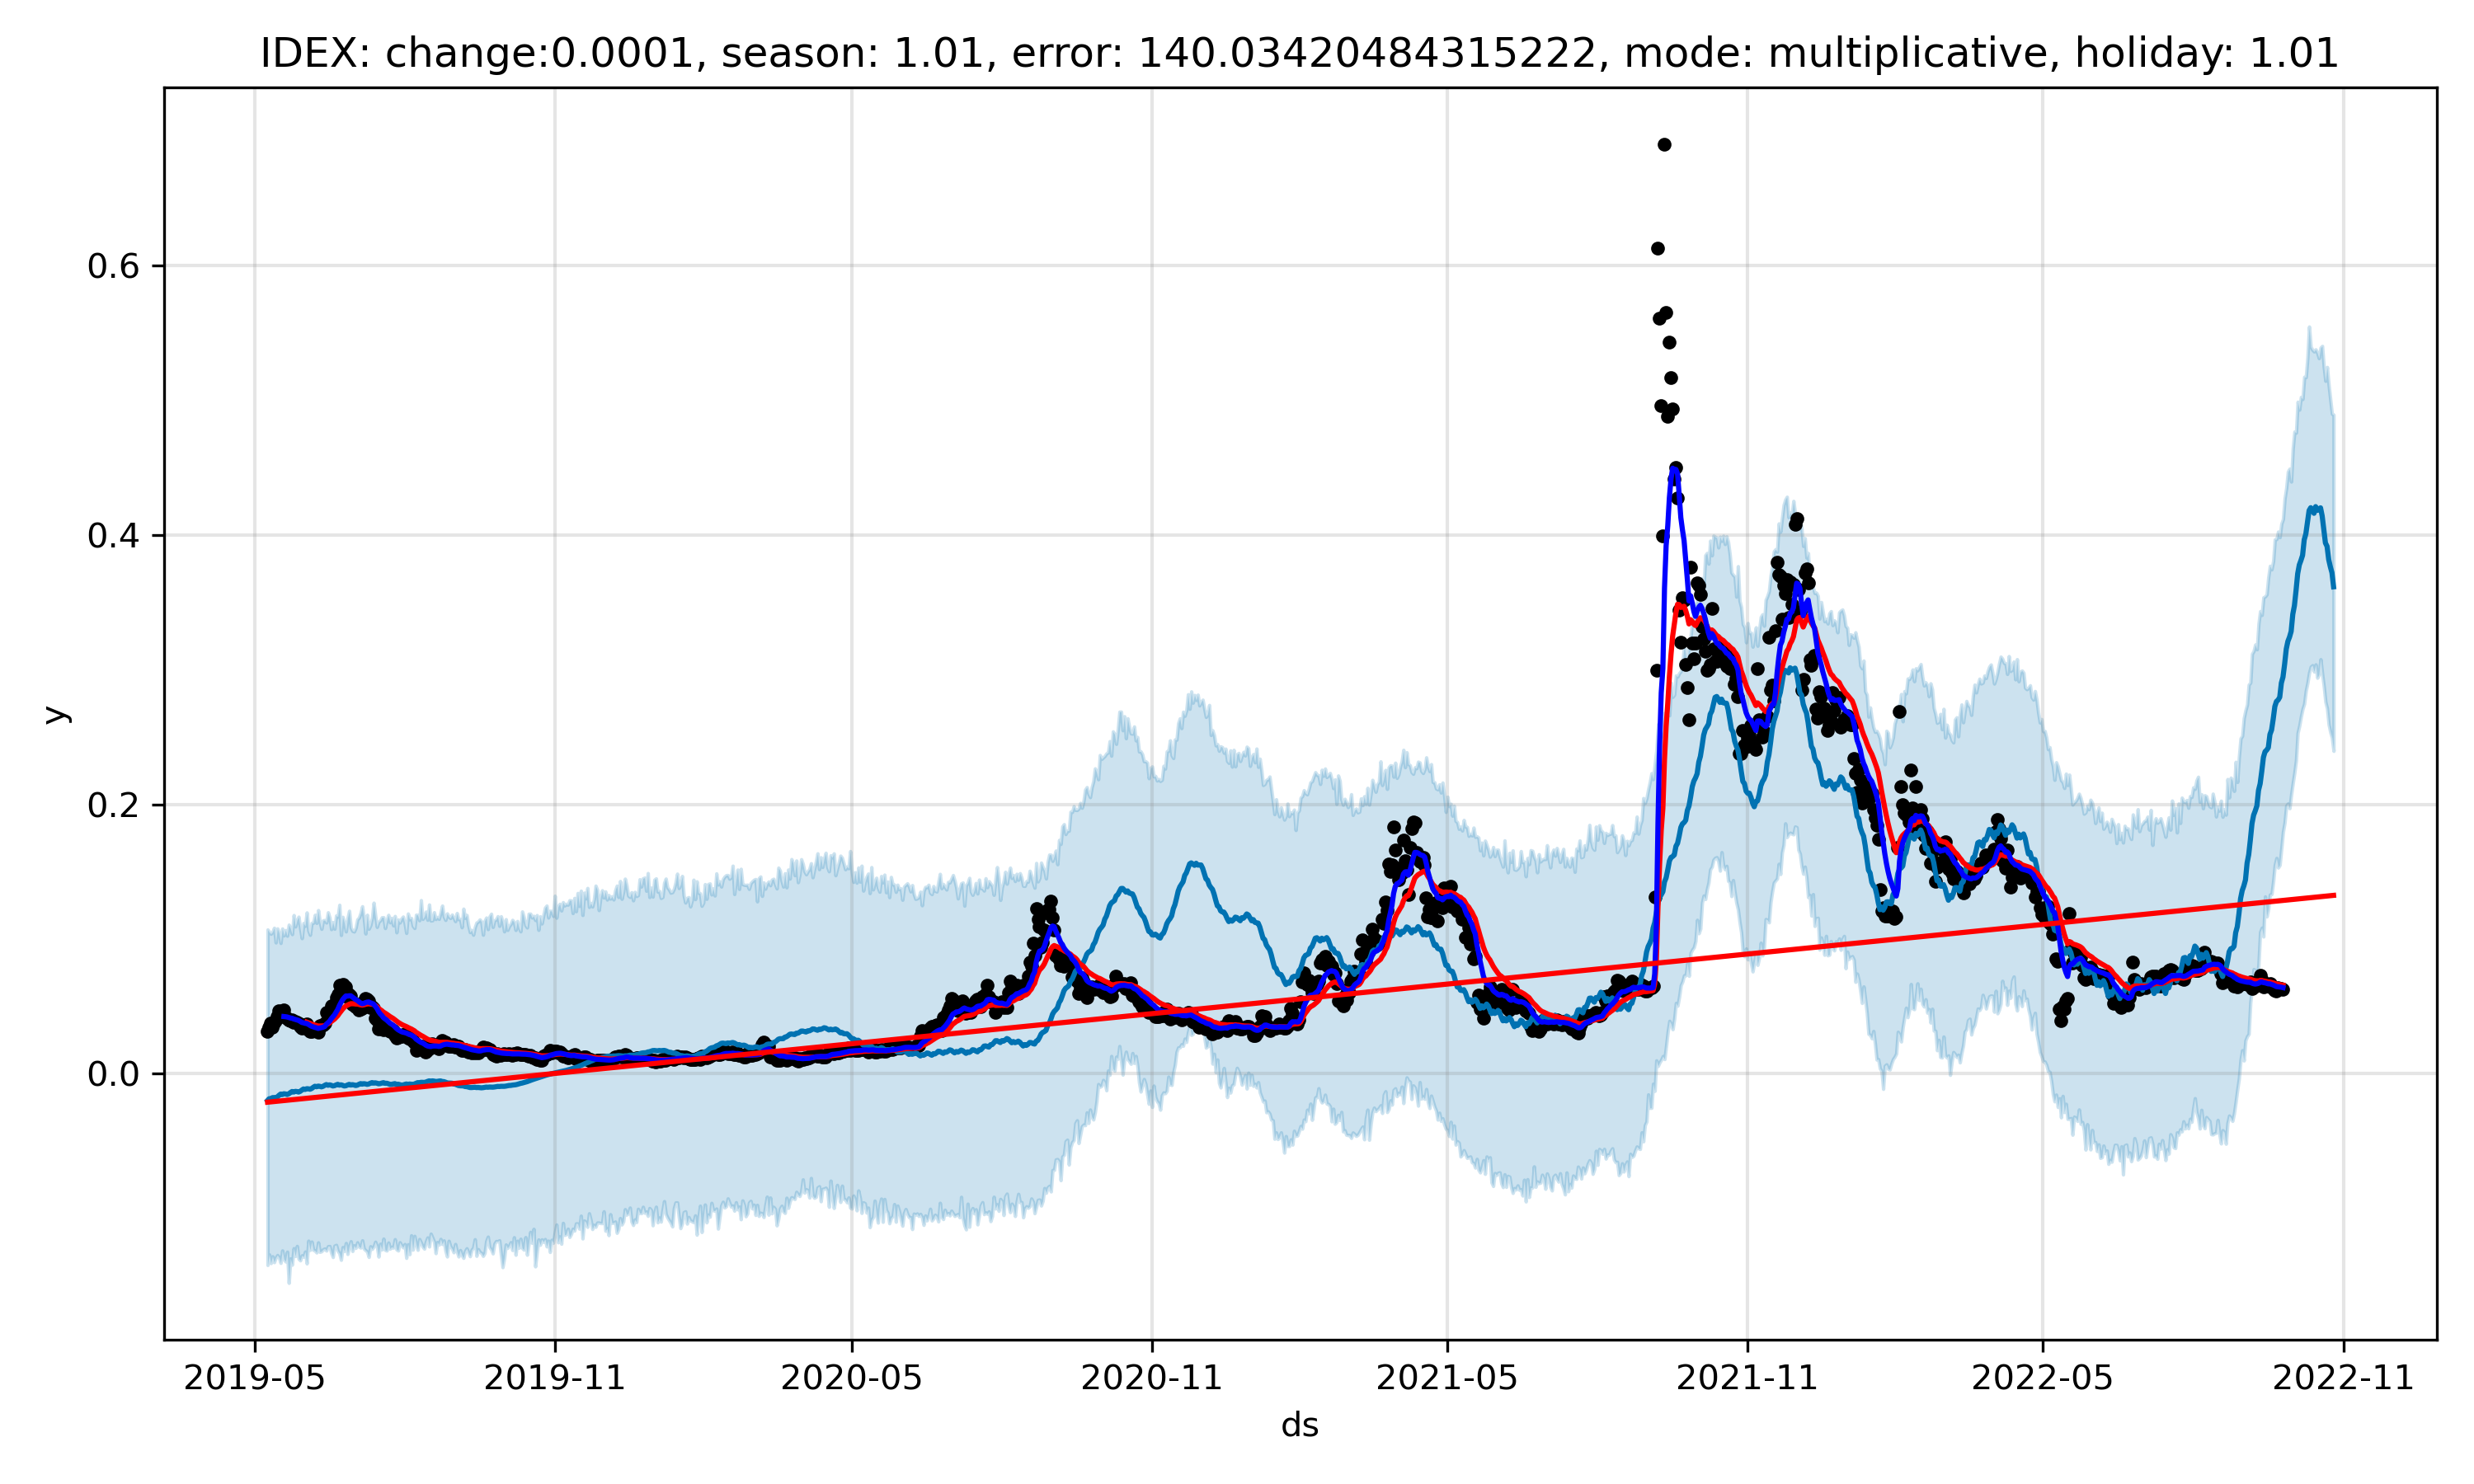 IDEX: change:0.0001, season: 1.01, error: 140.03420484315222, mode: multiplicative, holiday: 1.01
y
0.6
0.4
0.2
0.0
2019-05 2019-11 2020-05 2020-11 2021-05 2021-11 2022-05 2022-11
ds